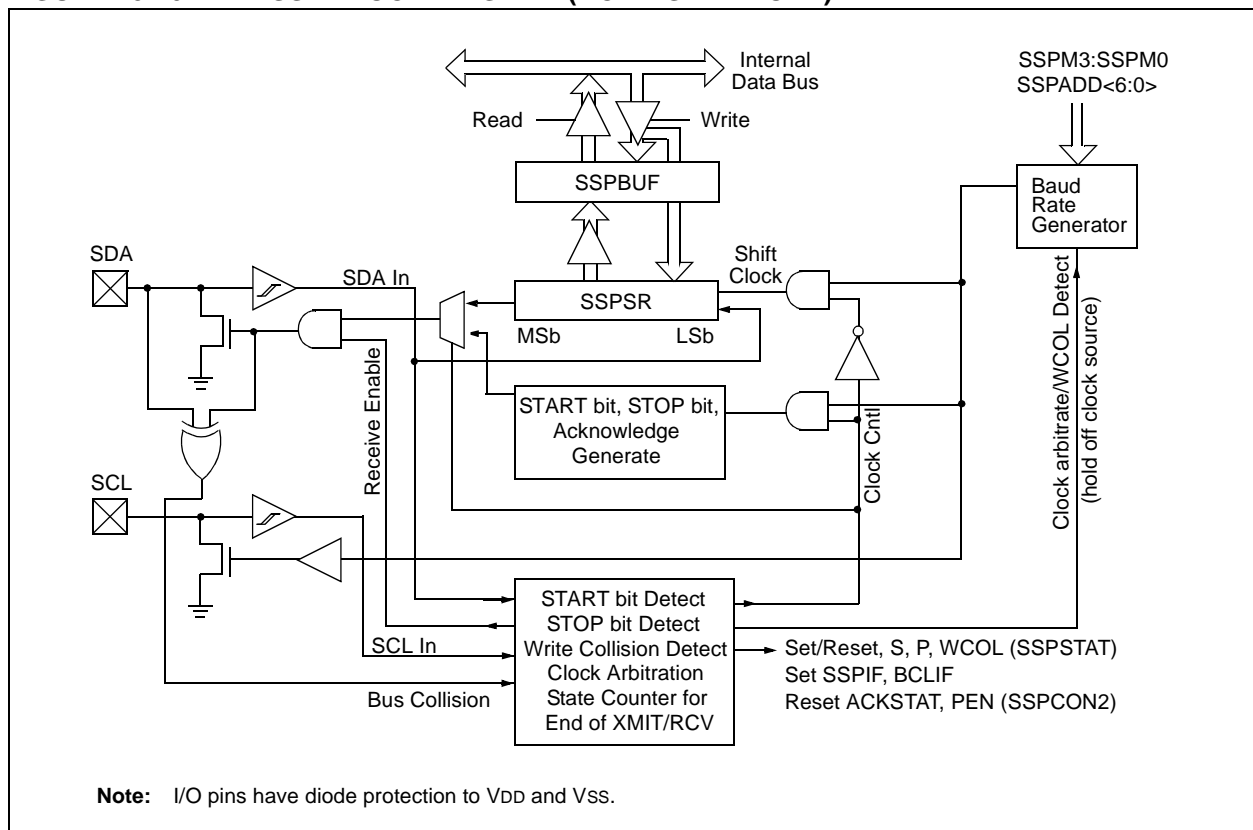 Internal
Data Bus
SSPM3:SSPM0
SSPADD<6:0>
Read
Write
SSPBUF
Baud
Rate
Generator
SDA
SDA In
Shift
Clock
SSPSR
MSb
LSb
Receive Enable
START bit, STOP bit,
Acknowledge
Generate
Clock Cntl
Clock arbitrate/WCOL Detect
(hold off clock source)
SCL
SCL In
Bus Collision
START bit Detect
STOP bit Detect
Write Collision Detect
Clock Arbitration
State Counter for
End of XMIT/RCV
Set/Reset, S, P, WCOL (SSPSTAT)
Set SSPIF, BCLIF
Reset ACKSTAT, PEN (SSPCON2)
Note: I/O pins have diode protection to VDD and VSS.